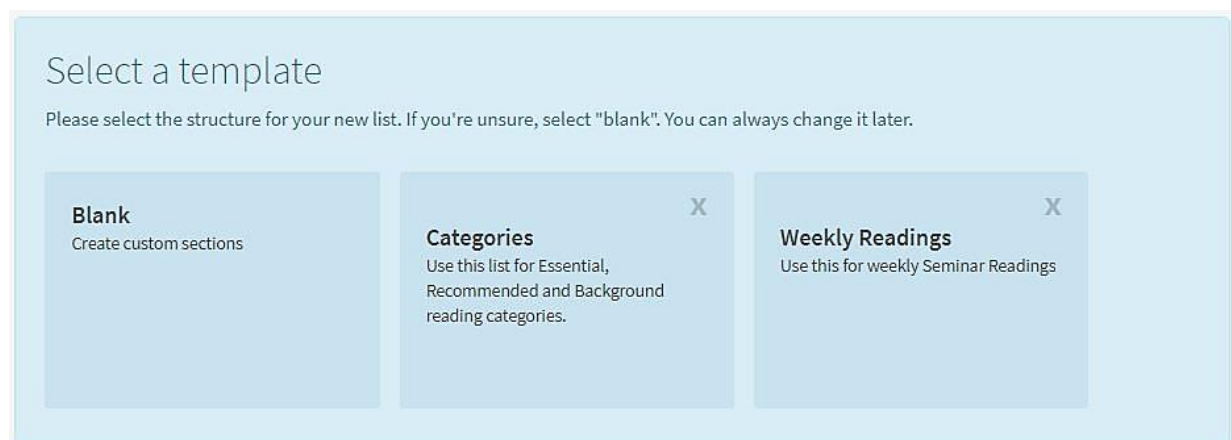 Select a template
Please select the structure for your new list. If you're unsure, select "blank". You can always change it later.
Blank
Create custom sections
X
Categories
Use this list for Essential,
Recommended and Background
reading categories.
X
Weekly Readings
Use this for weekly Seminar Readings